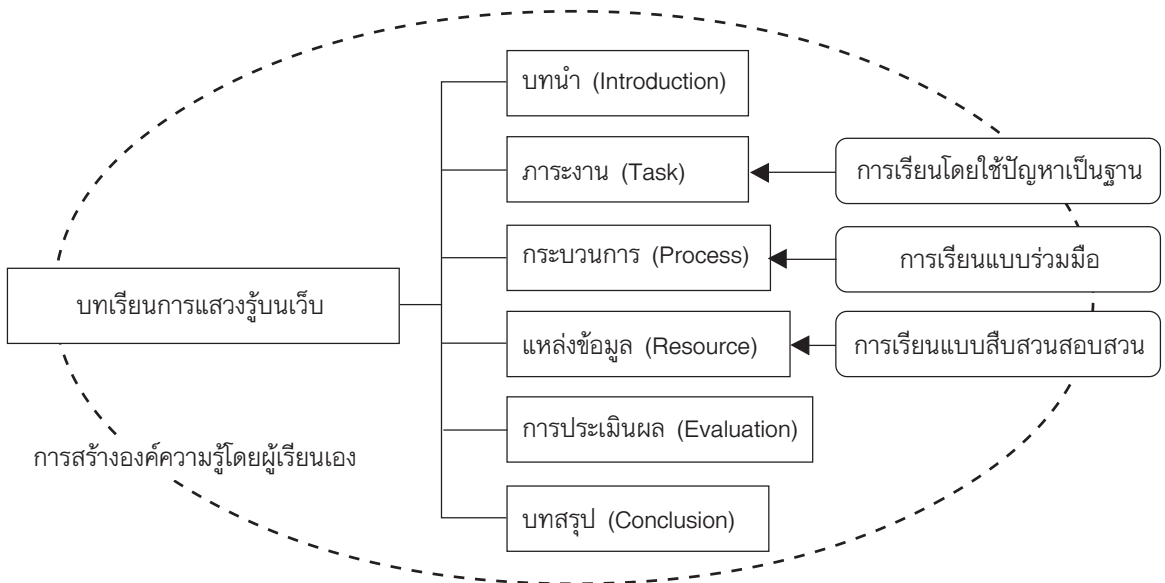 บทนำ (Introduction)
ภาระงาน (Task)
การเรียนโดยใช้ปัญหาเป็นฐาน
กระบวนการ (Process)
การเรียนแบบร่วมมือ
บทเรียนการแสวงรู้บนเว็บ
แหล่งข้อมูล (Resource)
การเรียนแบบสืบสวนสอบสวน
การประเมินผล (Evaluation)
การสร้างองค์ความรู้โดยผู้เรียนเอง
บทสรุป (Conclusion)